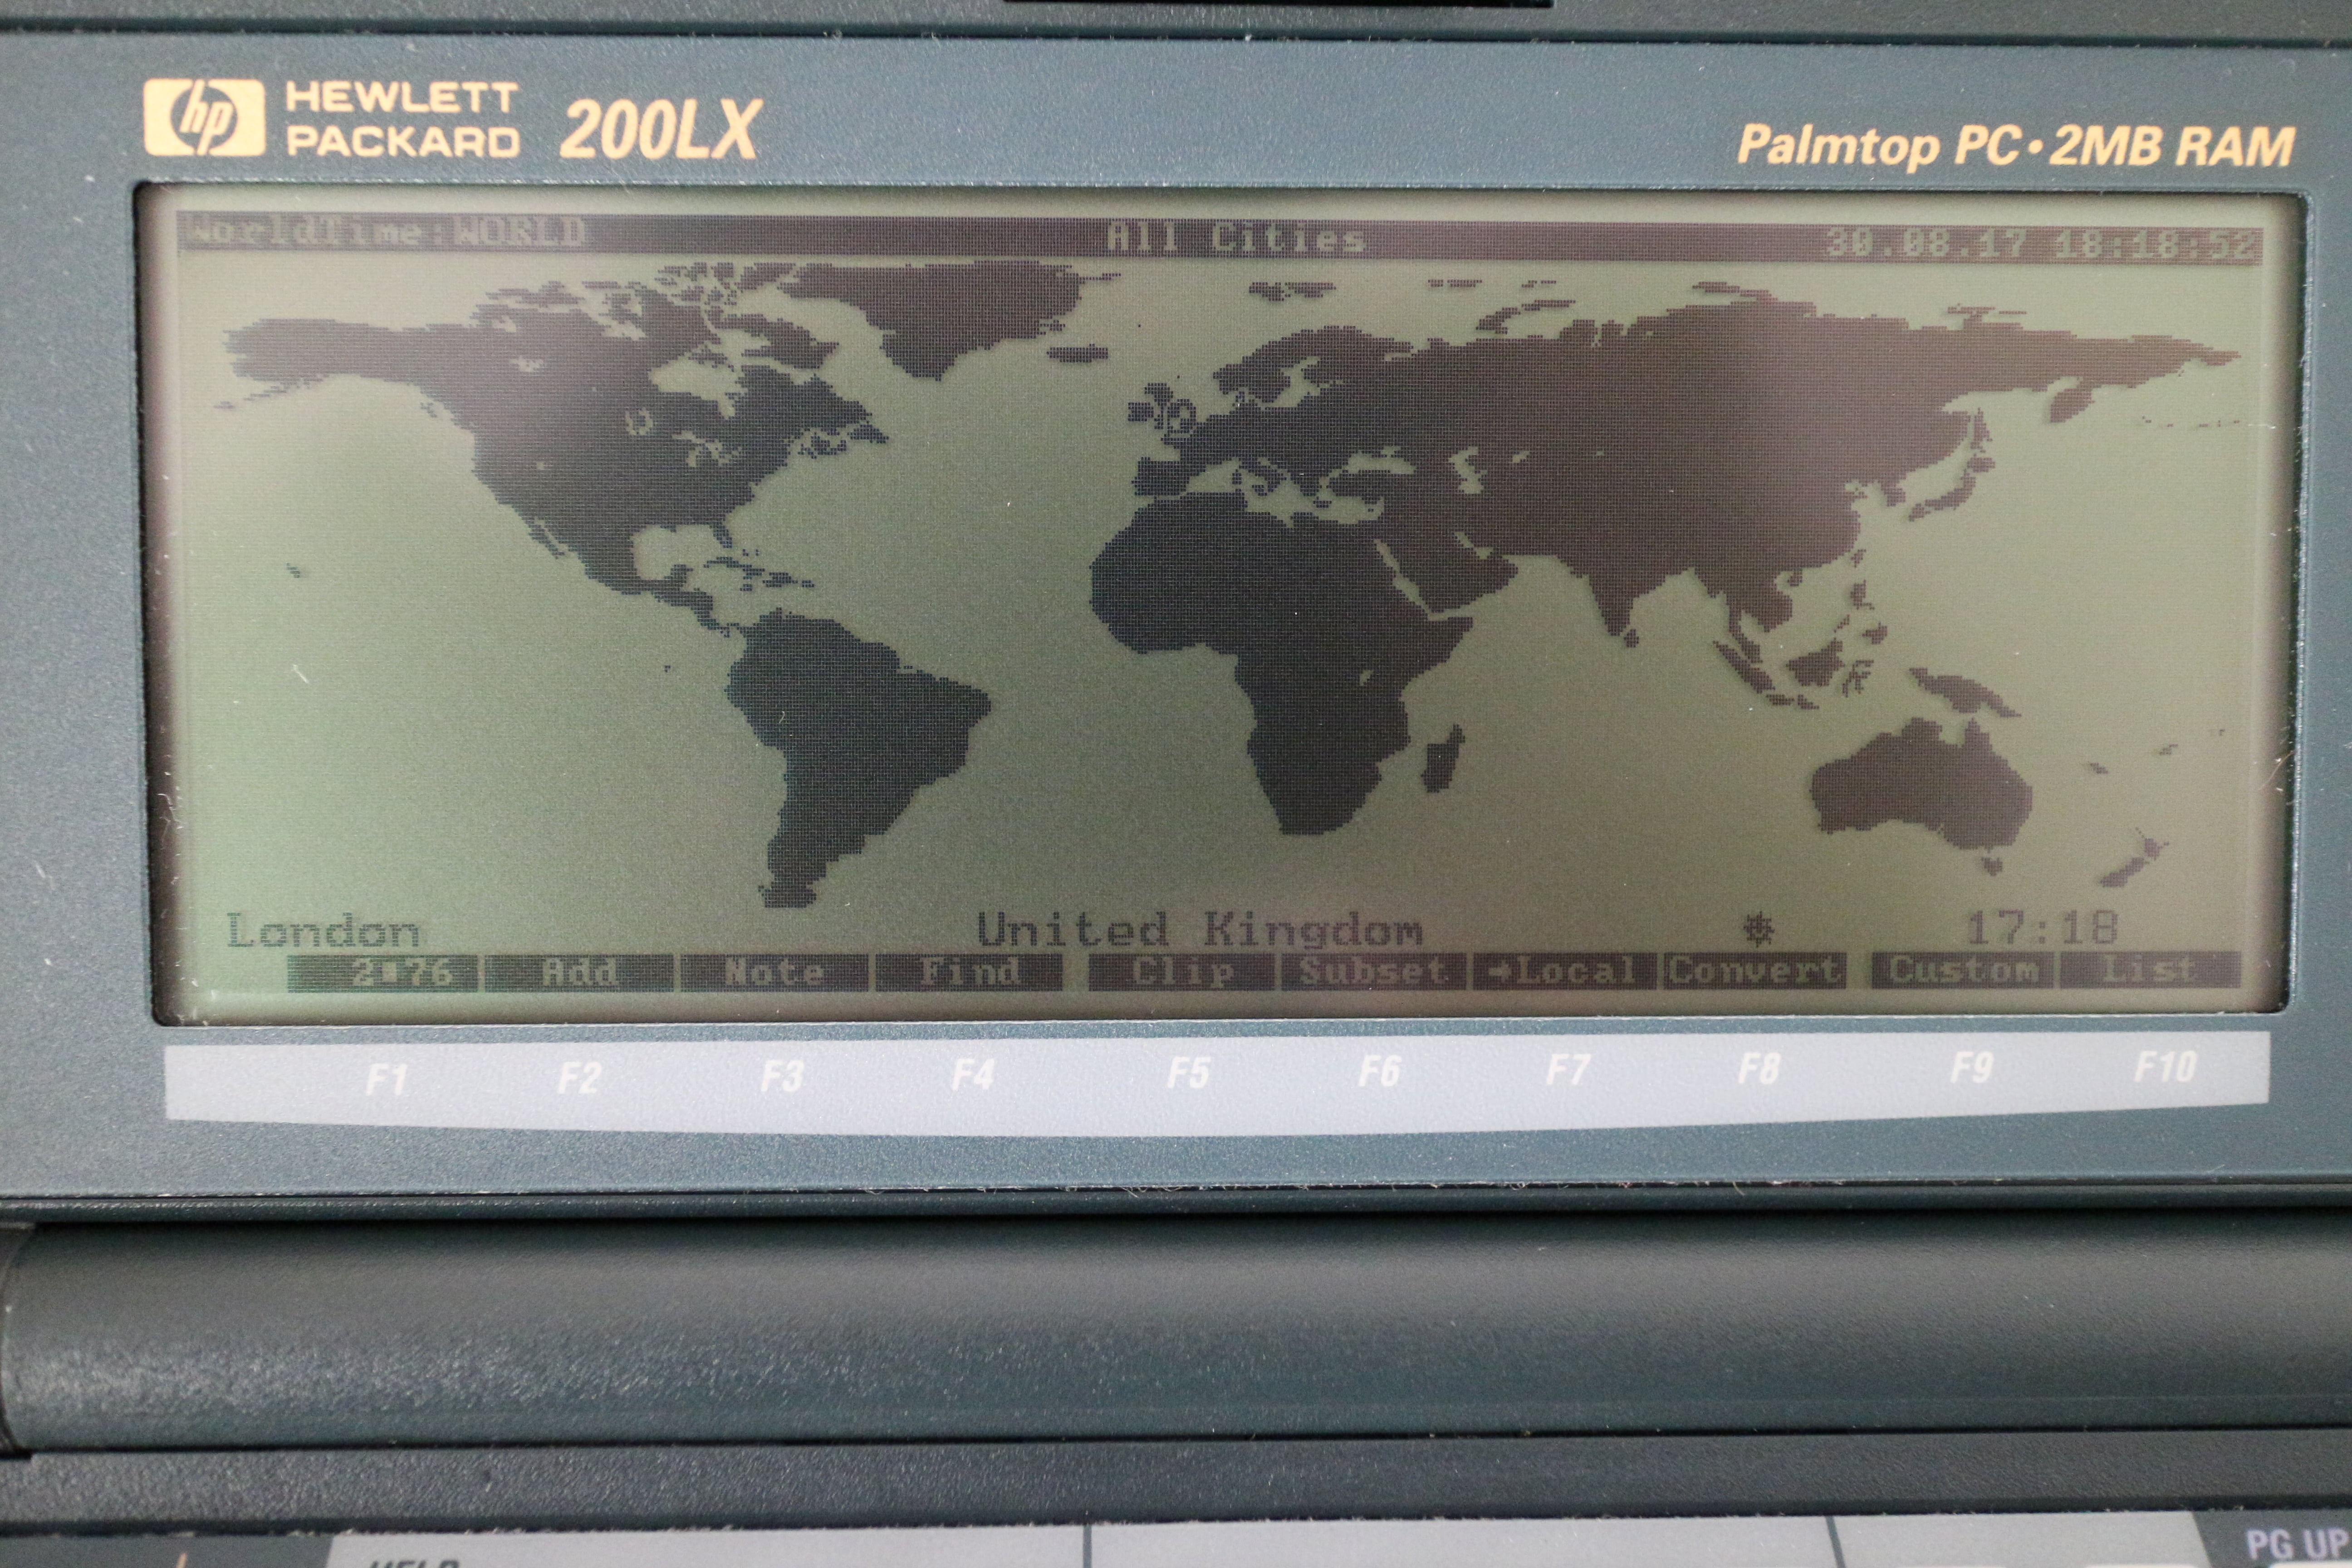 hp HEWLETT PACKARD 200LX
Palmtop PC • 2MB RAM
WorldTime:WORLD All Cities 30.08.17 18:18:52
London United Kingdom 17:18
Add Note Find Clip Subset →Local Convert Custom List
F1 F2 F3 F4 F5 F6 F7 F8 F9 F10
HELP
PG UP